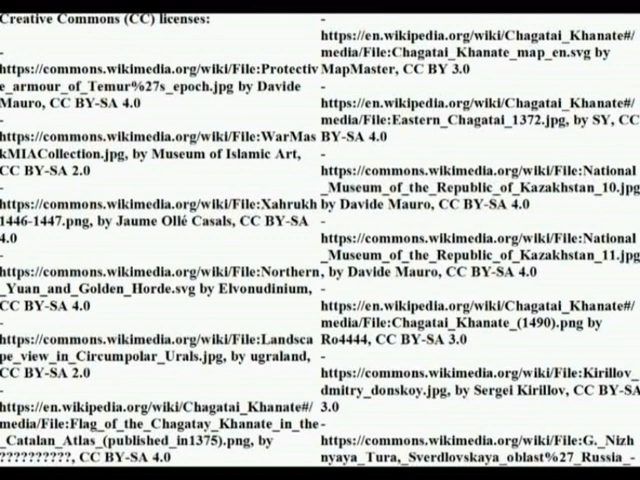 Creative Commons (CC) licenses:
-
https://commons.wikimedia.org/wiki/File:Protectiv
e_armour_of_Temur%27s_epoch.jpg by Davide
Mauro, CC BY-SA 4.0
-
https://commons.wikimedia.org/wiki/File:WarMas
kMIACollection.jpg, by Museum of Islamic Art,
CC BY-SA 2.0
-
https://commons.wikimedia.org/wiki/File:Xahrukh
1446-1447.png, by Jaume Ollé Casals, CC BY-SA
4.0
-
https://commons.wikimedia.org/wiki/File:Northern
_Yuan_and_Golden_Horde.svg by Elvonudinium,
CC BY-SA 4.0
-
https://commons.wikimedia.org/wiki/File:Landsca
pe_view_in_Circumpolar_Urals.jpg, by ugraland,
CC BY-SA 2.0
-
https://en.wikipedia.org/wiki/Chagatai_Khanate#/
media/File:Flag_of_the_Chagatay_Khanate_in_the
_Catalan_Atlas_(published_in1375).png, by
??????????, CC BY-SA 4.0
-
https://en.wikipedia.org/wiki/Chagatai_Khanate#/
media/File:Chagatai_Khanate_map_en.svg by
MapMaster, CC BY 3.0
-
https://en.wikipedia.org/wiki/Chagatai_Khanate#/
media/File:Eastern_Chagatai_1372.jpg, by SY, CC
BY-SA 4.0
-
https://commons.wikimedia.org/wiki/File:National
_Museum_of_the_Republic_of_Kazakhstan_10.jpg
by Davide Mauro, CC BY-SA 4.0
-
https://commons.wikimedia.org/wiki/File:National
_Museum_of_the_Republic_of_Kazakhstan_11.jpg
, by Davide Mauro, CC BY-SA 4.0
-
https://en.wikipedia.org/wiki/Chagatai_Khanate#/
media/File:Chagatai_Khanate_(1490).png by
Ro4444, CC BY-SA 3.0
-
https://commons.wikimedia.org/wiki/File:Kirillov_
dmitry_donskoy.jpg, by Sergei Kirillov, CC BY-SA
3.0
-
https://commons.wikimedia.org/wiki/File:G._Nizh
nyaya_Tura,_Sverdlovskaya_oblast%27_Russia_-